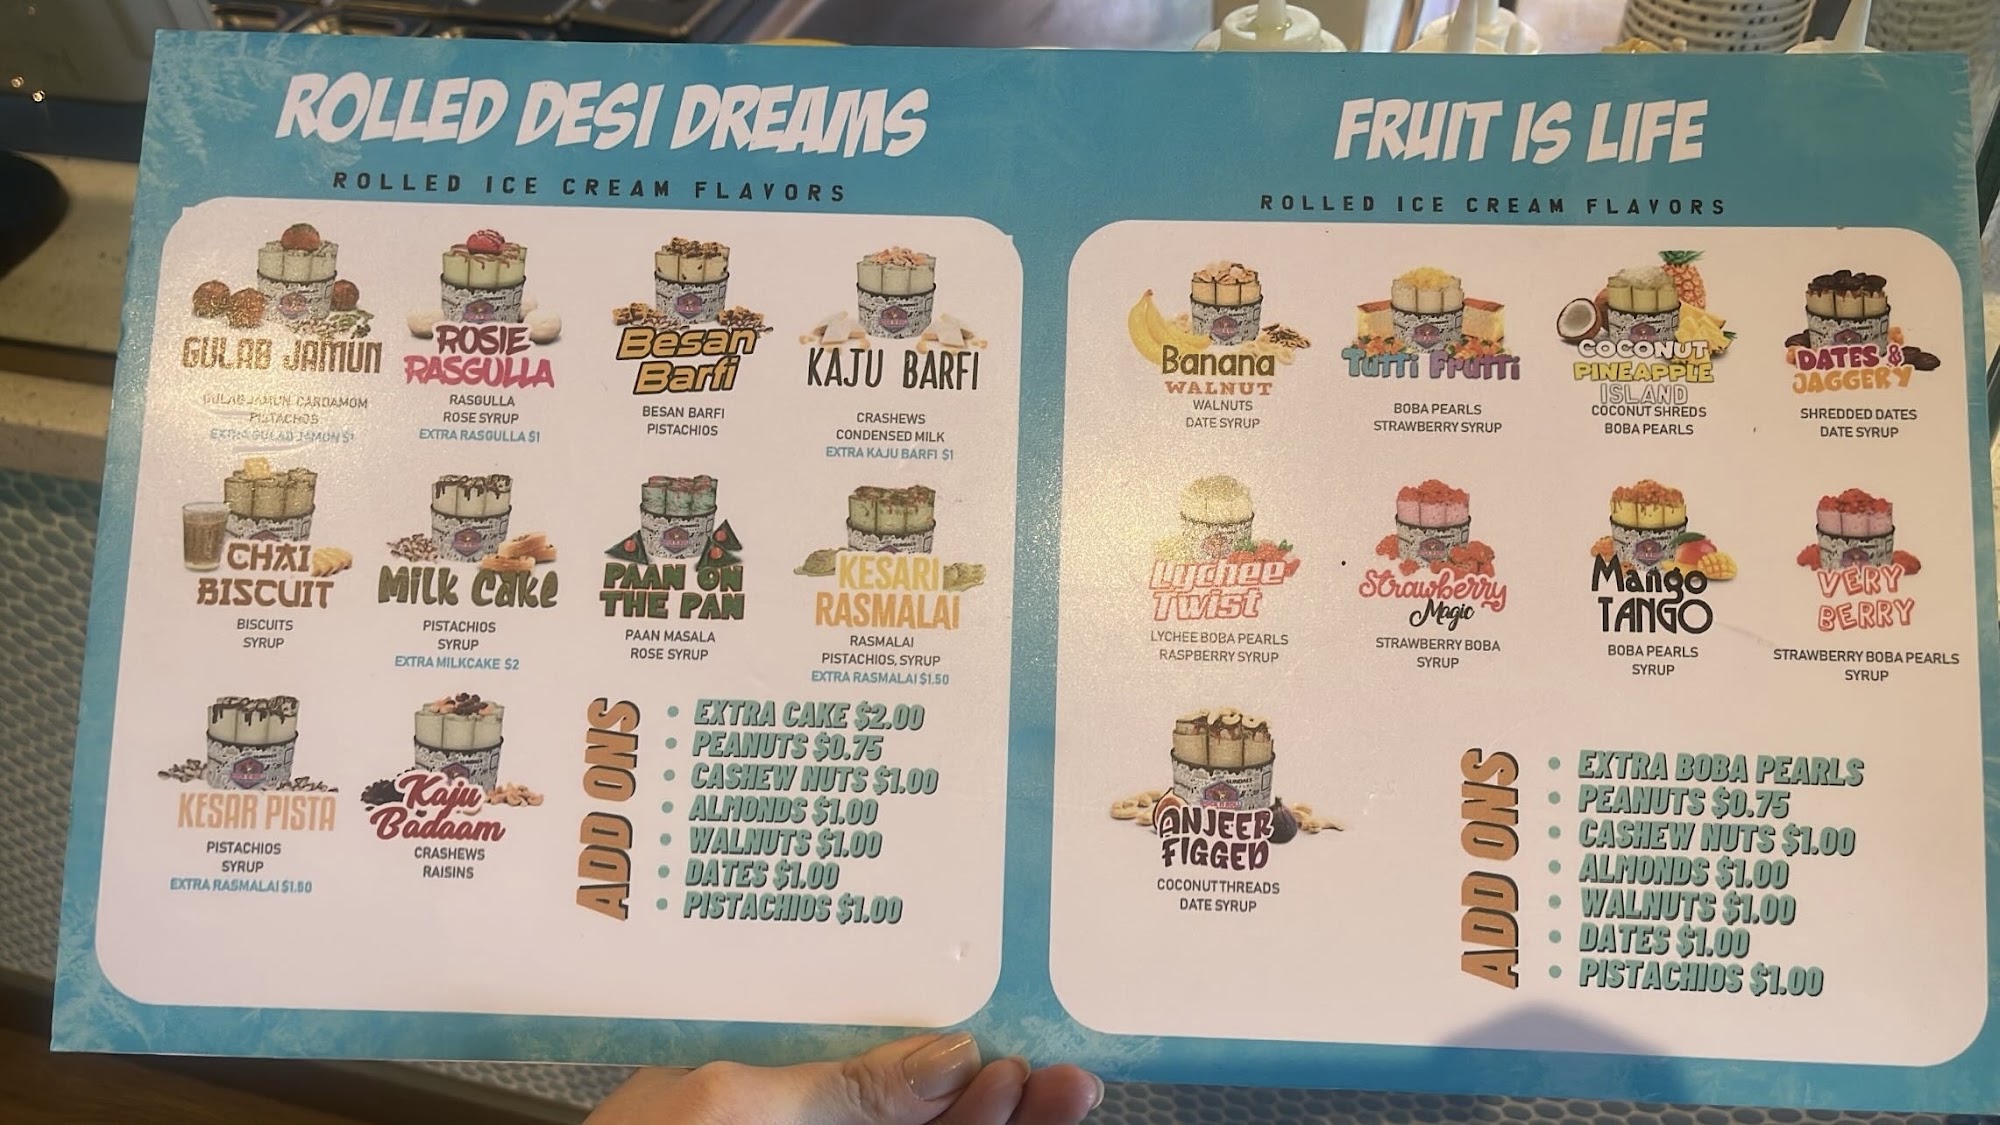 ROLLED DESI DREAMS
ROLLED ICE CREAM FLAVORS
GULAB JAMUN
GULAB JAMUN CARDAMOM
PISTACHOS
EXTRA GULAB JAMON $1
ROSIE
RASGULLA
RASGULLA
ROSE SYRUP
EXTRA RASGULLA $1
Besan
Barfi
BESAN BARFI
PISTACHIOS
KAJU BARFI
CRASHEWS
CONDENSED MILK
EXTRA KAJU BARFI $1
CHAI
BISCUIT
BISCUITS
SYRUP
Milk Cake
PISTACHIOS
SYRUP
EXTRA MILKCAKE $2
PAAN ON
THE PAN
PAAN MASALA
ROSE SYRUP
KESARI
RASMALAI
RASMALAI
PISTACHIOS, SYRUP
EXTRA RASMALAI $1.50
KESAR PISTA
PISTACHIOS
SYRUP
EXTRA RASMALAI $1.50
Kaju
Badaam
CRASHEWS
RAISINS
ADD ONS
• EXTRA CAKE $2.00
• PEANUTS $0.75
• CASHEW NUTS $1.00
• ALMONDS $1.00
• WALNUTS $1.00
• DATES $1.00
• PISTACHIOS $1.00
FRUIT IS LIFE
ROLLED ICE CREAM FLAVORS
Banana
WALNUT
WALNUTS
DATE SYRUP
Tutti Frutti
BOBA PEARLS
STRAWBERRY SYRUP
COCONUT
PINEAPPLE
ISLAND
COCONUT SHREDS
BOBA PEARLS
DATES &
JAGGERY
SHREDDED DATES
DATE SYRUP
Lychee
Twist
LYCHEE BOBA PEARLS
RASPBERRY SYRUP
Strawberry
Magic
STRAWBERRY BOBA
SYRUP
Mango
TANGO
BOBA PEARLS
SYRUP
VERY
BERRY
STRAWBERRY BOBA PEARLS
SYRUP
SUNDAES
ANJEER
FIGGED
COCONUT THREADS
DATE SYRUP
ADD ONS
• EXTRA BOBA PEARLS
• PEANUTS $0.75
• CASHEW NUTS $1.00
• ALMONDS $1.00
• WALNUTS $1.00
• DATES $1.00
• PISTACHIOS $1.00